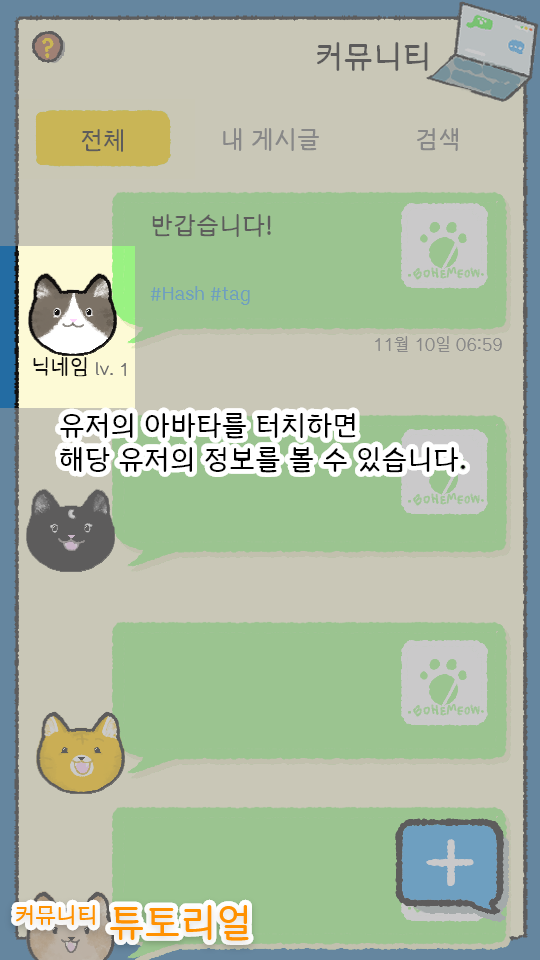 ?
커뮤니티
전체
내 게시글
검색
반갑습니다!
#Hash #tag
BOHEMEOW
11월 10일 06:59
닉네임 lv. 1
유저의 아바타를 터치하면
해당 유저의 정보를 볼 수 있습니다.
BOHEMEOW
BOHEMEOW
커뮤니티 튜토리얼